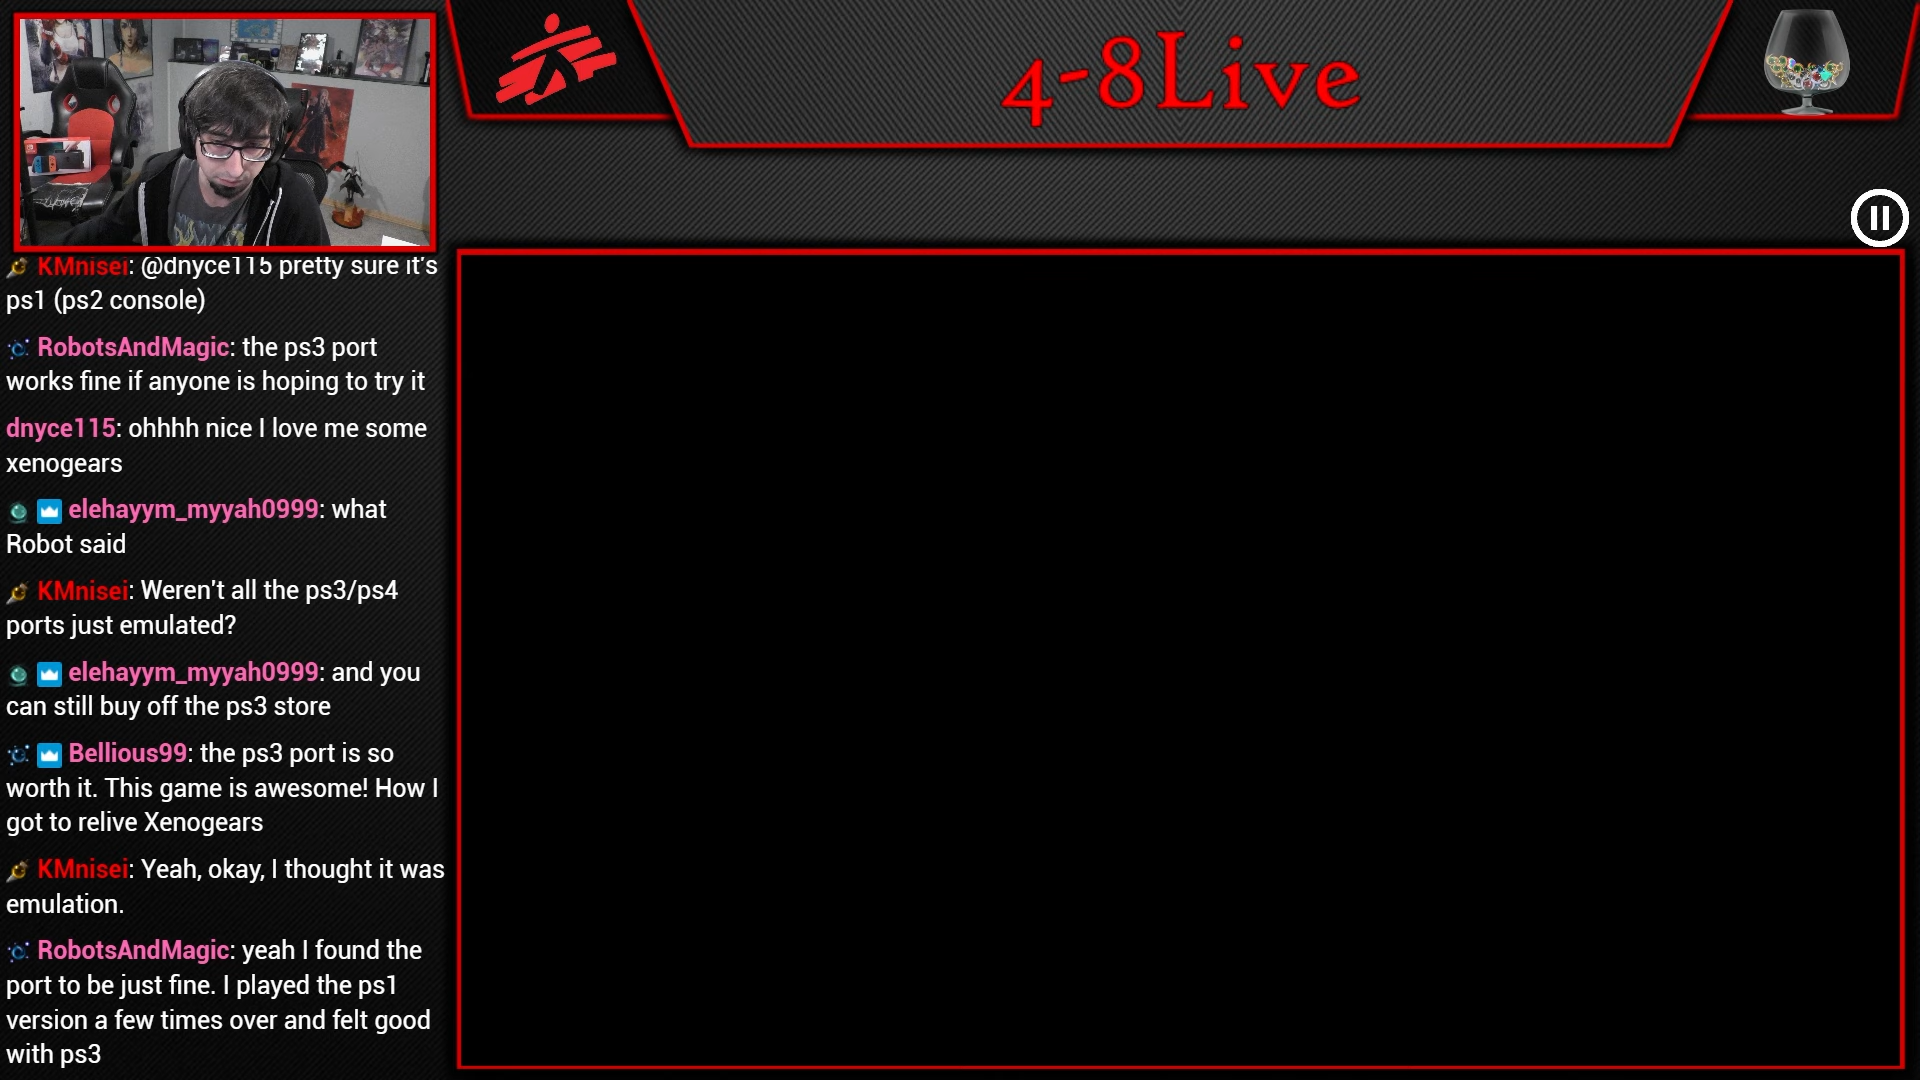 4-8Live
KMnisei: @dnyce115 pretty sure it's
ps1 (ps2 console)
RobotsAndMagic: the ps3 port
works fine if anyone is hoping to try it
dnyce115: ohhhh nice I love me some
xenogears
elehayym_myyah0999: what
Robot said
KMnisei: Weren't all the ps3/ps4
ports just emulated?
elehayym_myyah0999: and you
can still buy off the ps3 store
Bellious99: the ps3 port is so
worth it. This game is awesome! How I
got to relive Xenogears
KMnisei: Yeah, okay, I thought it was
emulation.
RobotsAndMagic: yeah I found the
port to be just fine. I played the ps1
version a few times over and felt good
with ps3